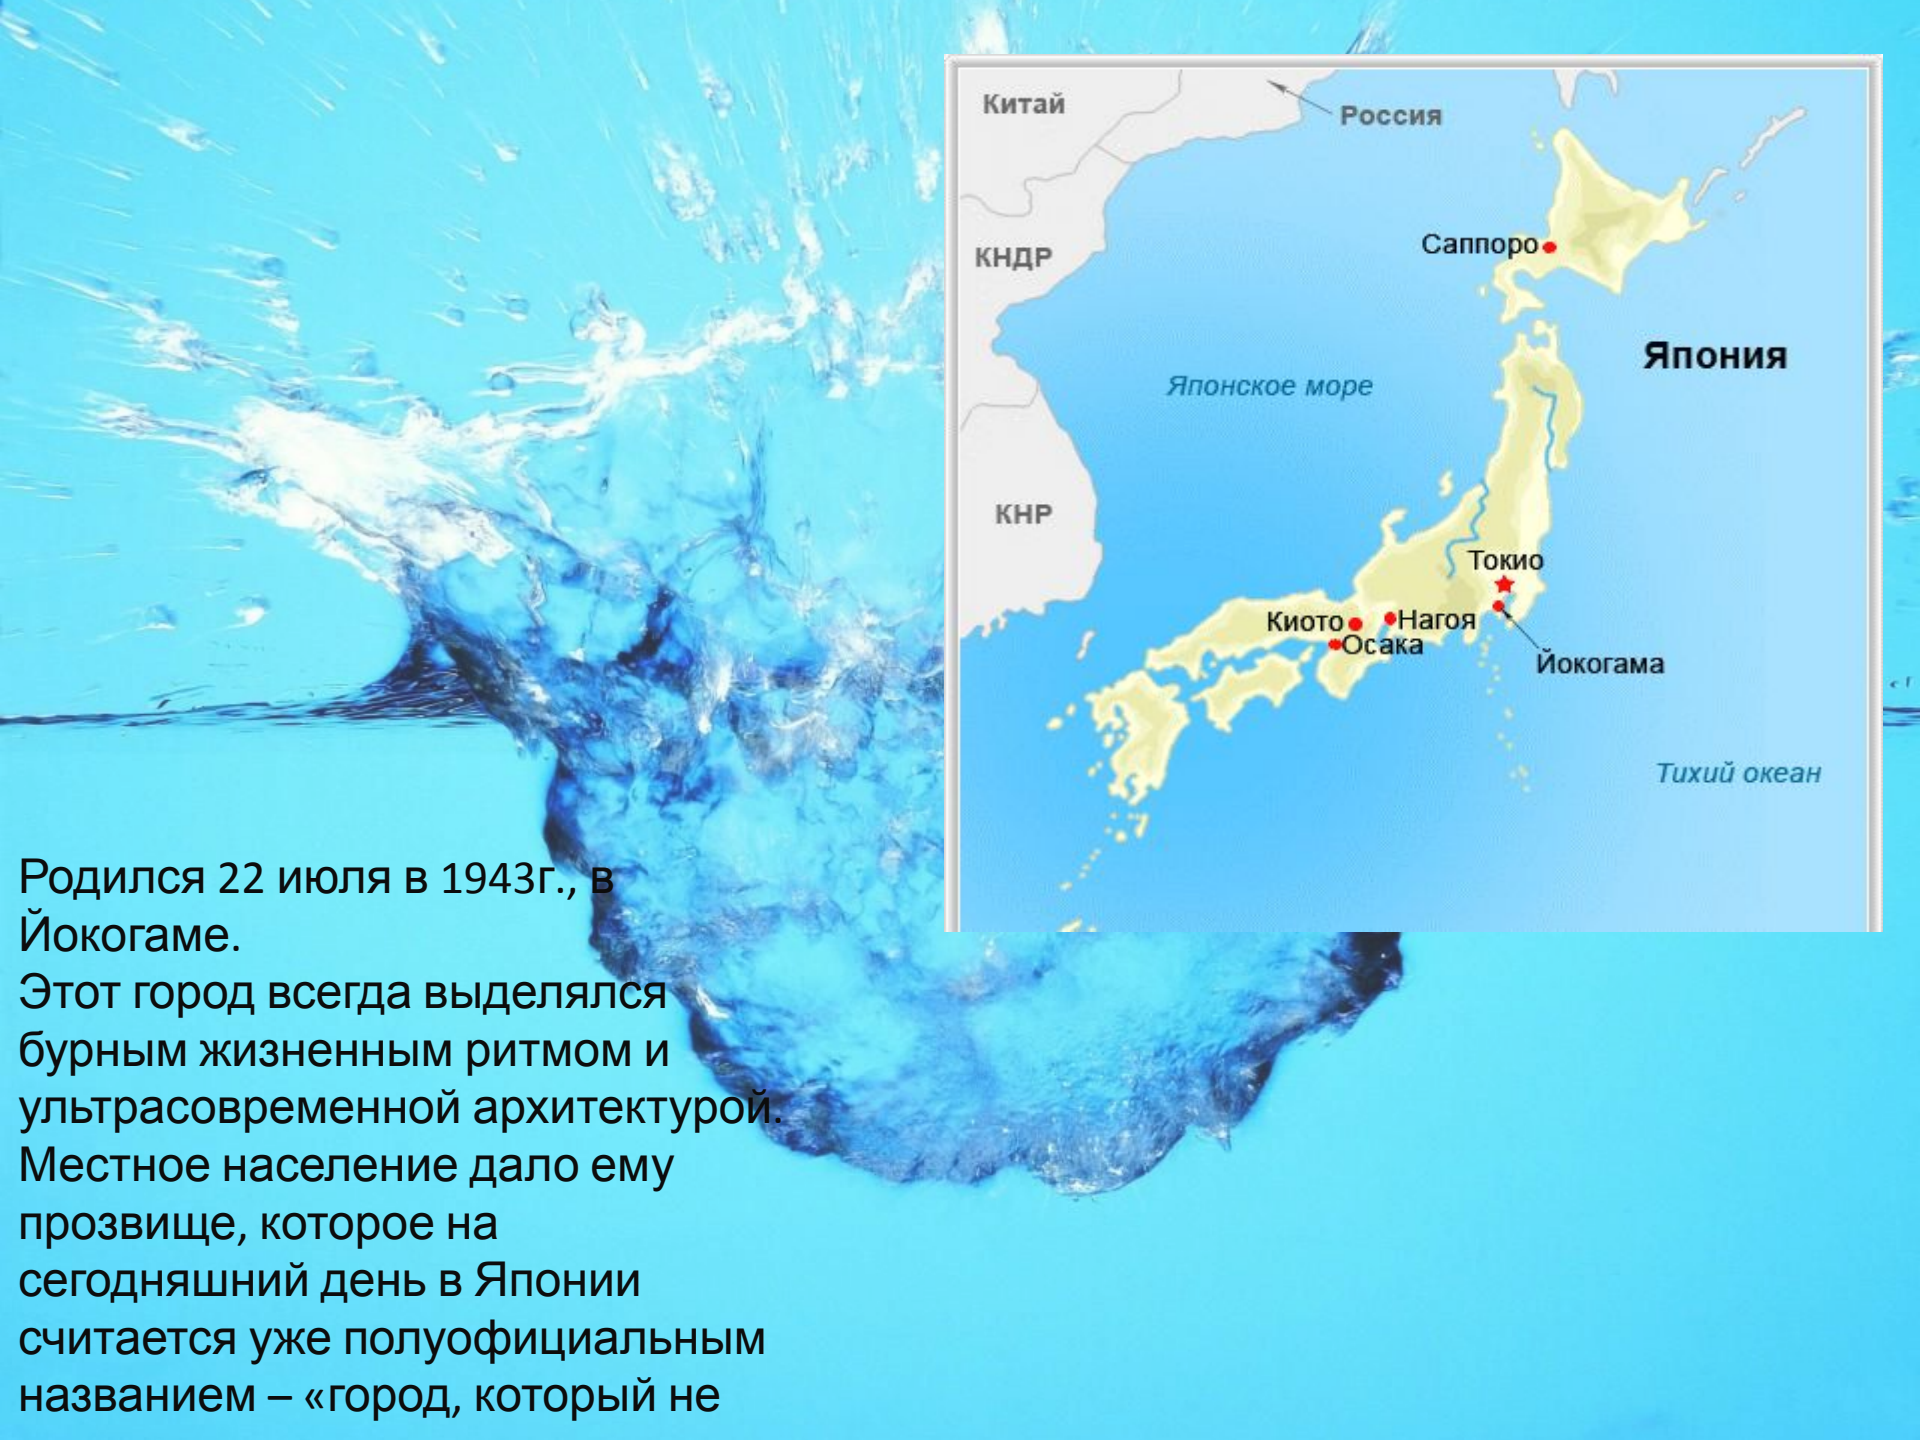 Китай
Россия
КНДР
Саппоро
Япония
Японское море
КНР
Токио
Киото
Нагоя
Осака
Йокогама
Тихий океан
Родился 22 июля в 1943г., в
Йокогаме.
Этот город всегда выделялся
бурным жизненным ритмом и
ультрасовременной архитектурой.
Местное население дало ему
прозвище, которое на
сегодняшний день в Японии
считается уже полуофициальным
названием – «город, который не